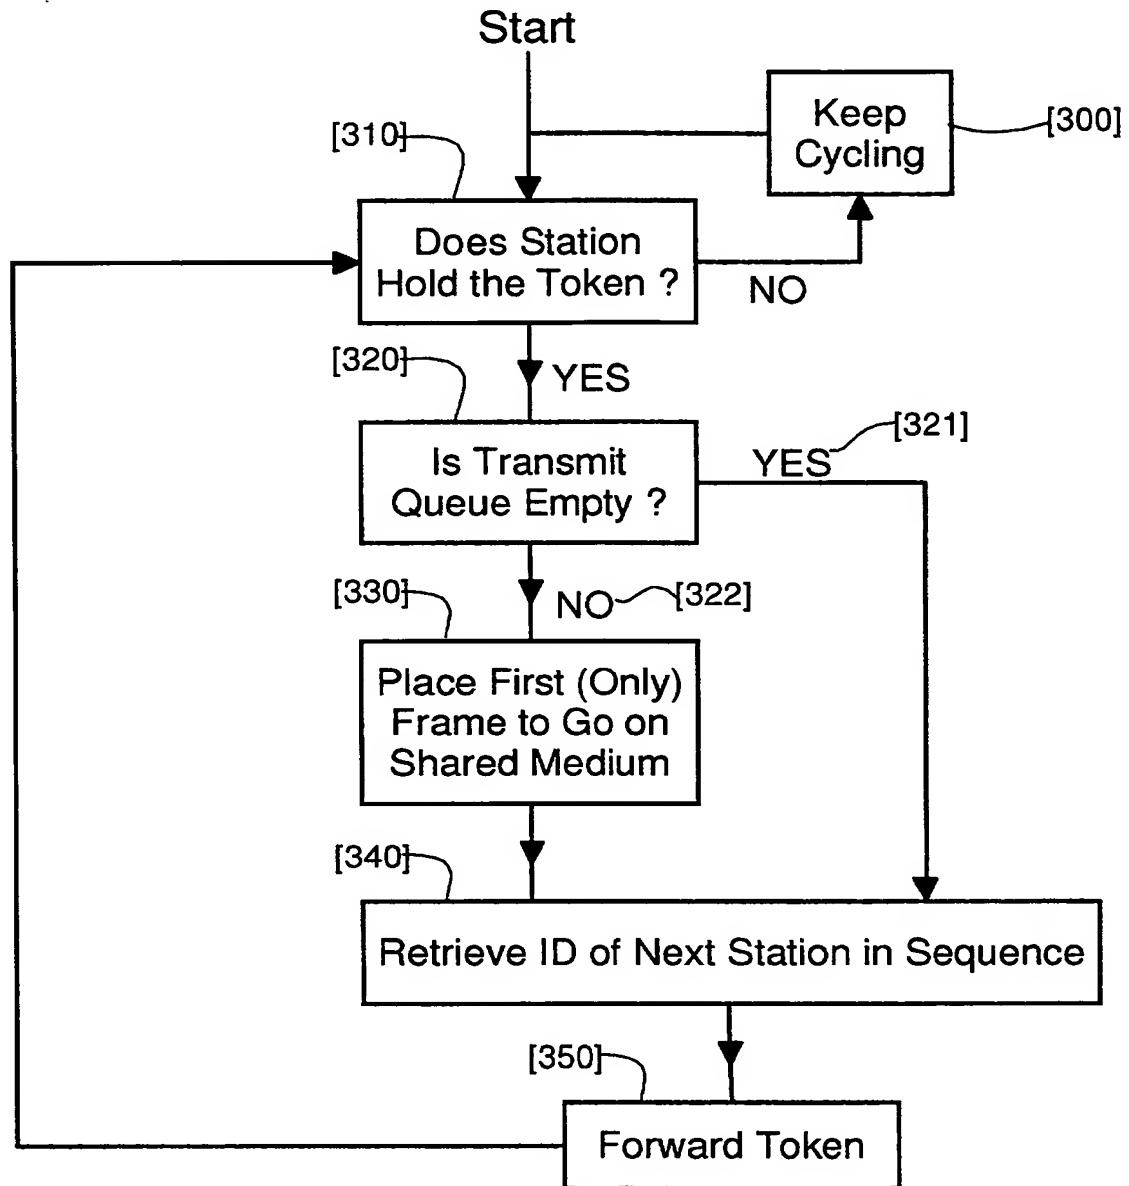 Start
Keep
Cycling
[300]
[310]
Does Station
Hold the Token ?
NO
[320]
YES
[321]
Is Transmit
Queue Empty ?
YES
[330]
NO
[322]
Place First (Only)
Frame to Go on
Shared Medium
[340]
Retrieve ID of Next Station in Sequence
[350]
Forward Token